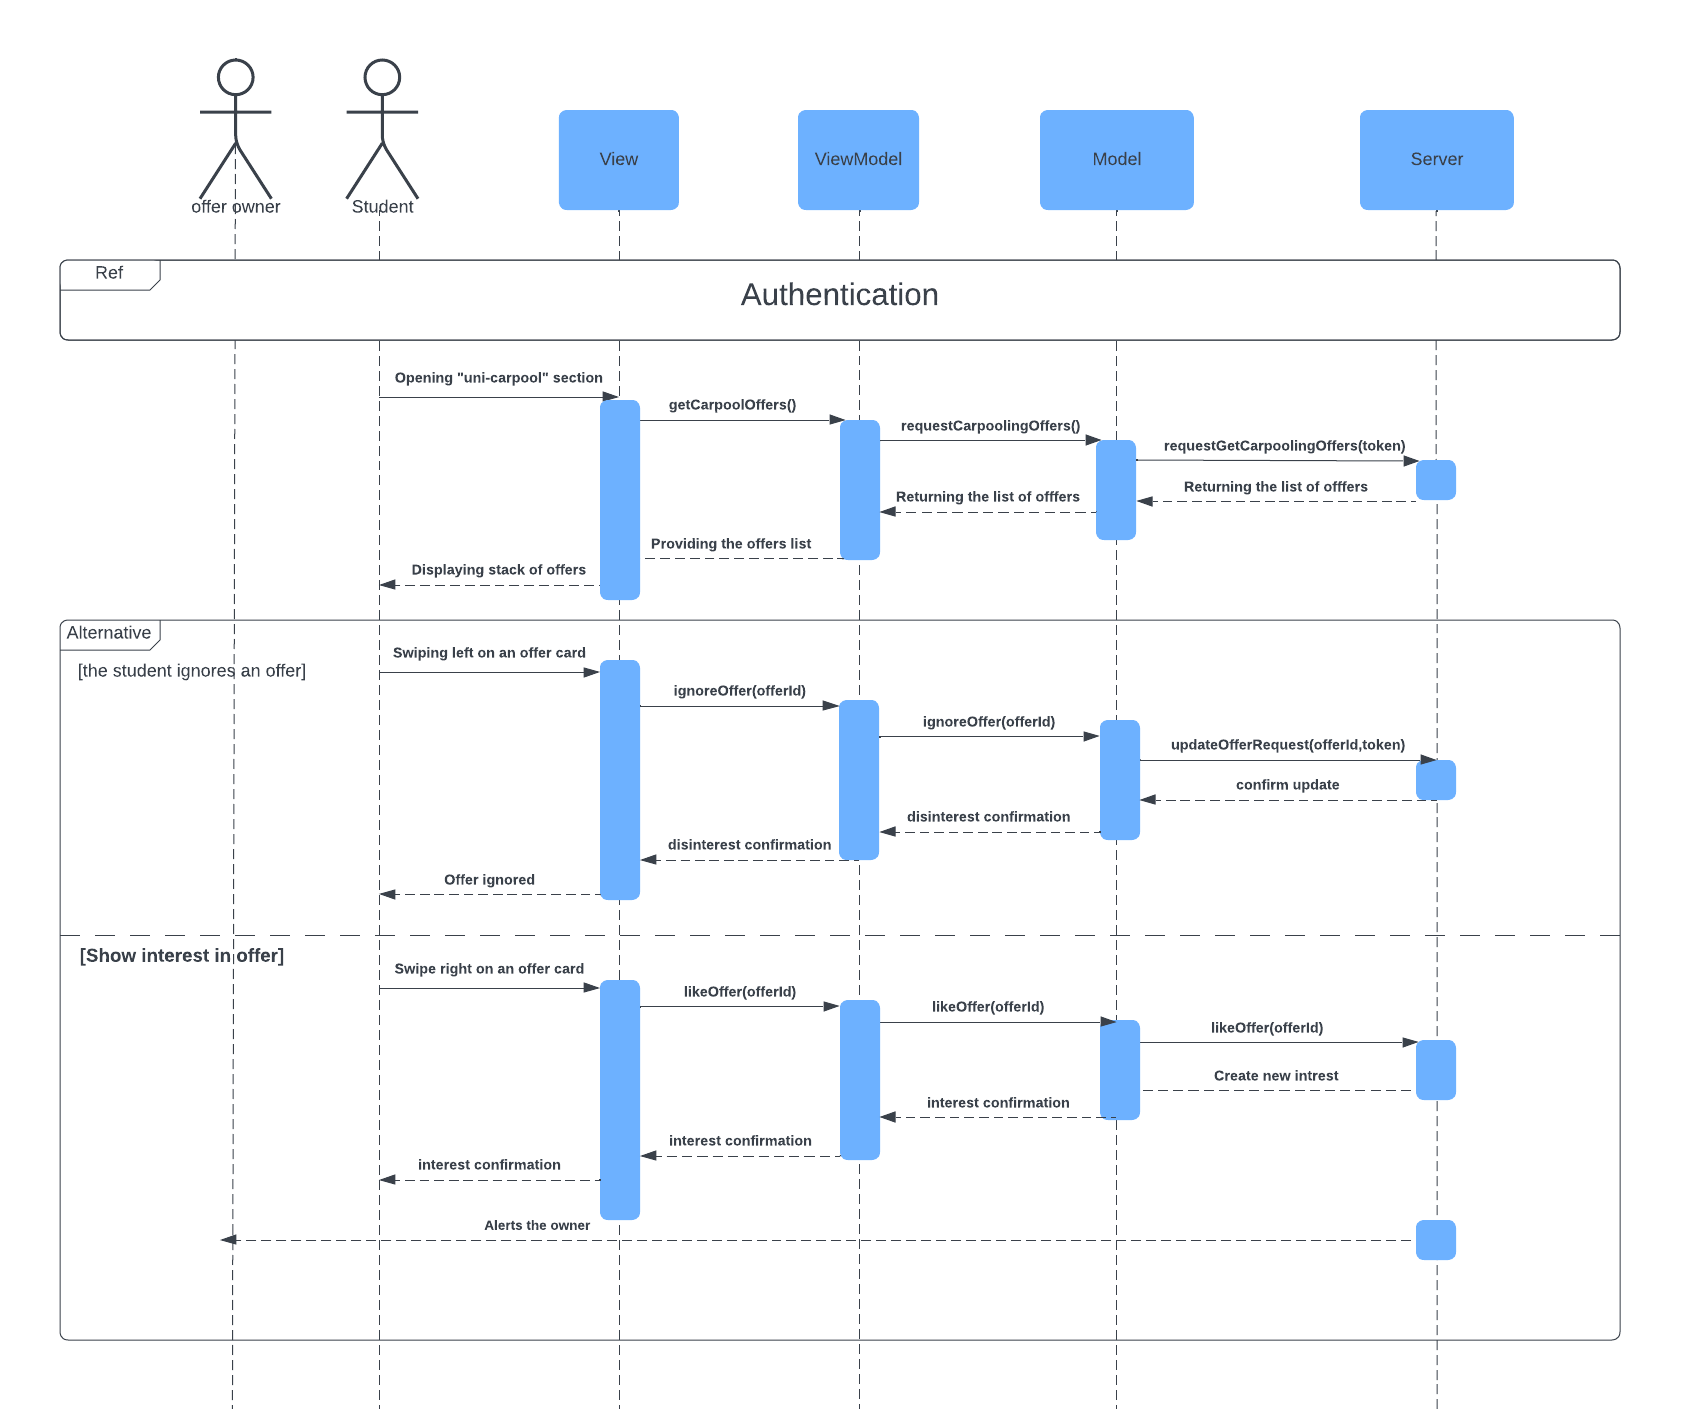 offer owner
Student
View
ViewModel
Model
Server
Ref
Authentication
Opening "uni-carpool" section
getCarpoolOffers()
requestCarpoolingOffers()
requestGetCarpoolingOffers(token)
Returning the list of offfers
Returning the list of offfers
Providing the offers list
Displaying stack of offers
Alternative
[the student ignores an offer]
Swiping left on an offer card
ignoreOffer(offerId)
ignoreOffer(offerId)
updateOfferRequest(offerId,token)
confirm update
disinterest confirmation
disinterest confirmation
Offer ignored
[Show interest in offer]
Swipe right on an offer card
likeOffer(offerId)
likeOffer(offerId)
likeOffer(offerId)
Create new intrest
interest confirmation
interest confirmation
interest confirmation
Alerts the owner